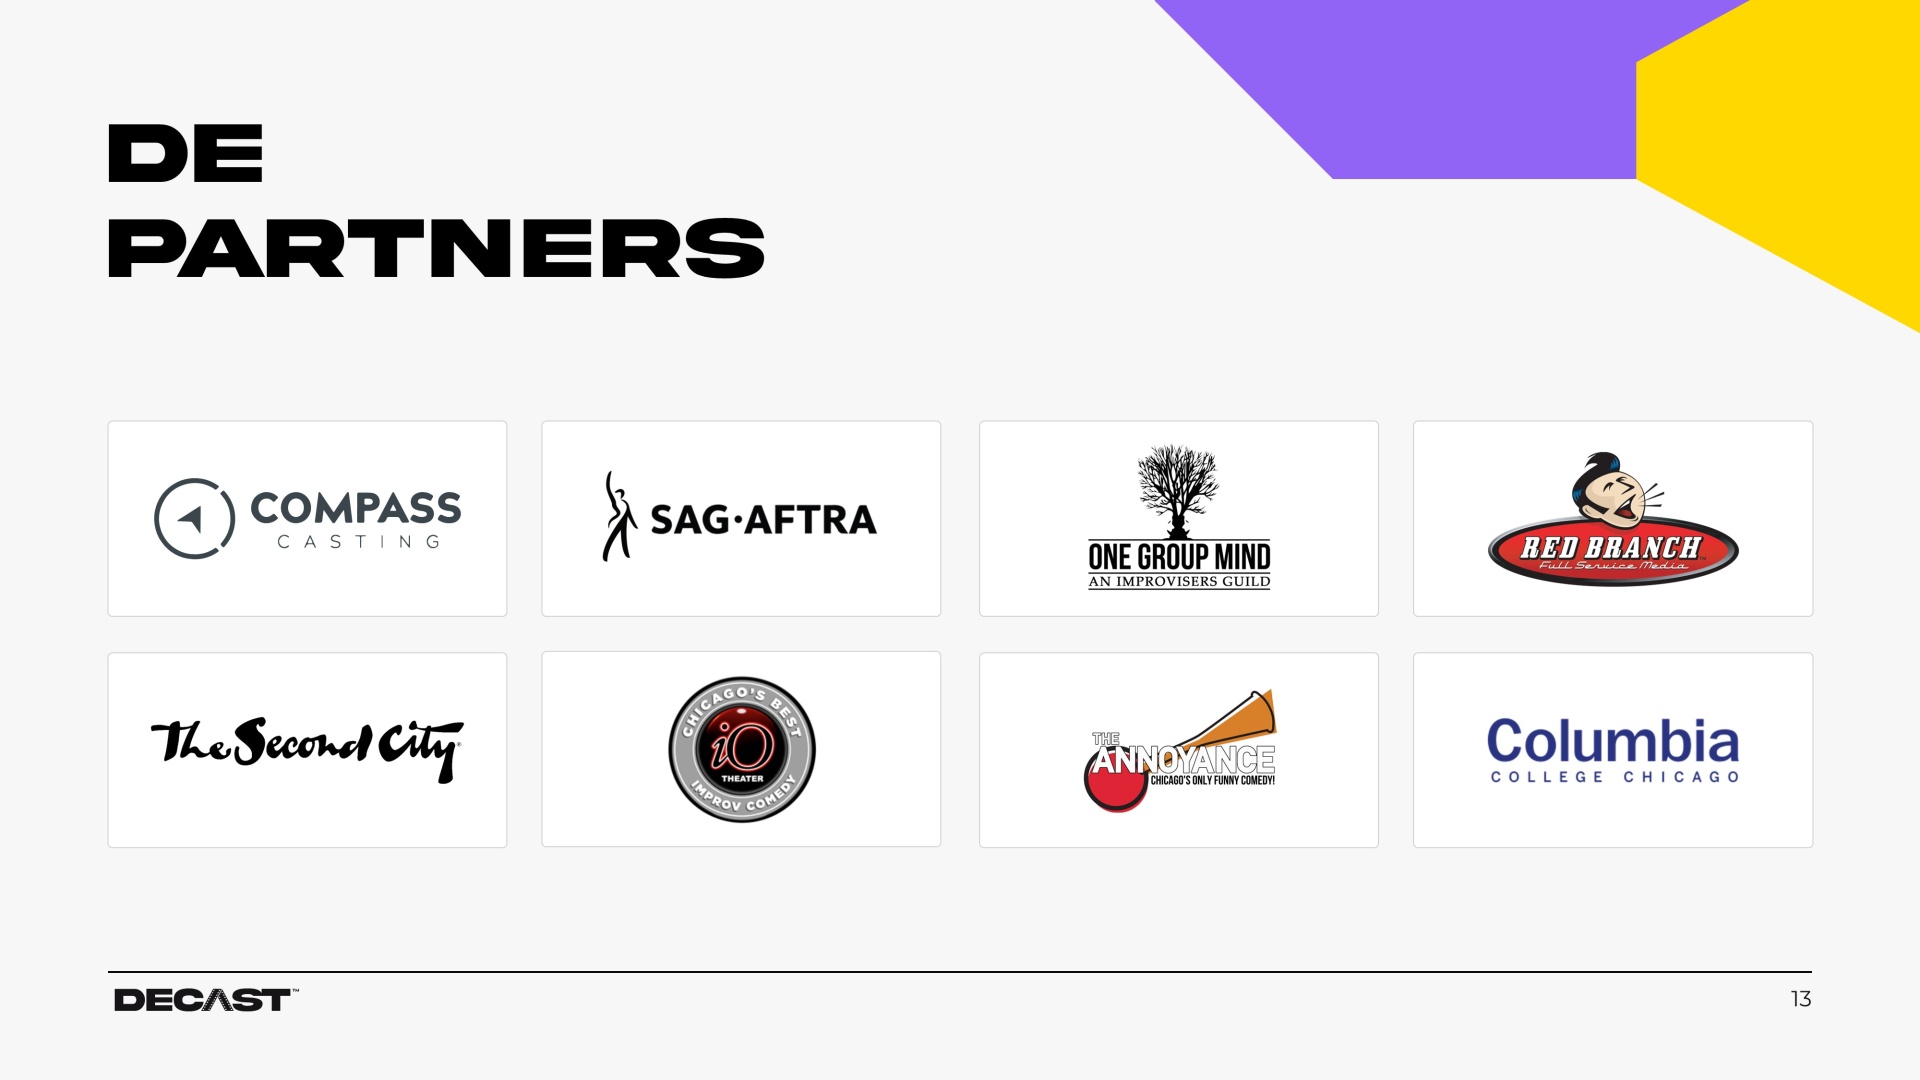 DE
PARTNERS
COMPASS
CASTING
SAG·AFTRA
ONE GROUP MIND
AN IMPROVISERS GUILD
RED BRANCH
Full Service Media
The Second City
CHICAGO'S BEST
iO
THEATER
IMPROV COMEDY
THE
ANNOYANCE
CHICAGO'S ONLY FUNNY COMEDY!
Columbia
COLLEGE CHICAGO
DECAST™
13